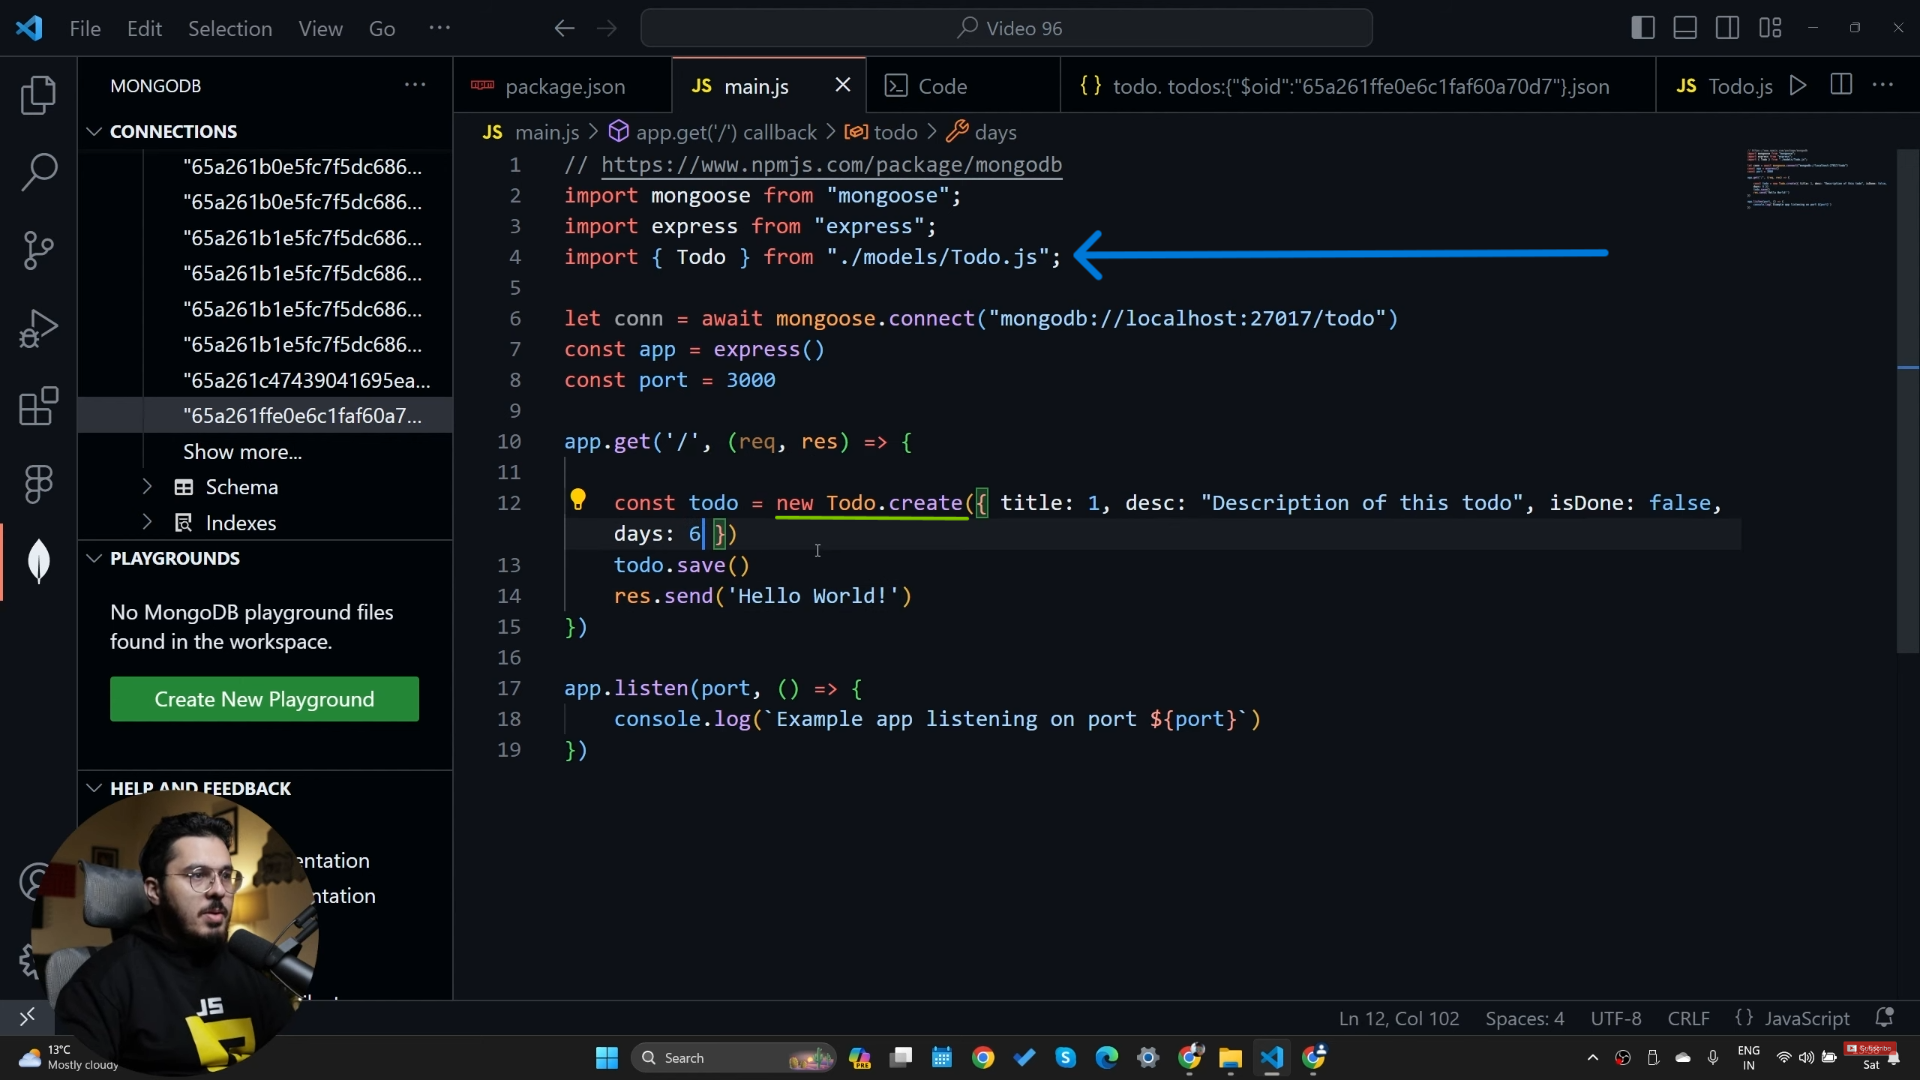 File Edit Selection View Go ··· Video 96
MONGODB ···
package.json
JS main.js
Code
{} todo. todos:{"$oid":"65a261ffe0e6c1faf60a70d7"}.json
JS Todo.js ···
JS main.js > app.get('/') callback > todo > days
CONNECTIONS
"65a261b0e5fc7f5dc686...
"65a261b0e5fc7f5dc686...
"65a261b1e5fc7f5dc686...
"65a261b1e5fc7f5dc686...
"65a261b1e5fc7f5dc686...
"65a261b1e5fc7f5dc686...
"65a261c47439041695ea...
"65a261ffe0e6c1faf60a7...
Show more...
Schema
Indexes
PLAYGROUNDS
No MongoDB playground files
found in the workspace.
Create New Playground
HELP AND FEEDBACK
entation
ntation
1 // https://www.npmjs.com/package/mongodb
2 import mongoose from "mongoose";
3 import express from "express";
4 import { Todo } from "./models/Todo.js";
5
6 let conn = await mongoose.connect("mongodb://localhost:27017/todo")
7 const app = express()
8 const port = 3000
9
10 app.get('/', (req, res) => {
11
12 const todo = new Todo.create({ title: 1, desc: "Description of this todo", isDone: false,
days: 6 })
13 todo.save()
14 res.send('Hello World!')
15 })
16
17 app.listen(port, () => {
18 console.log(`Example app listening on port ${port}`)
19 })
JS
Ln 12, Col 102 Spaces: 4 UTF-8 CRLF {} JavaScript
13°C
Mostly cloudy
Search
PRE
ENG
IN
Subscribe
Sat